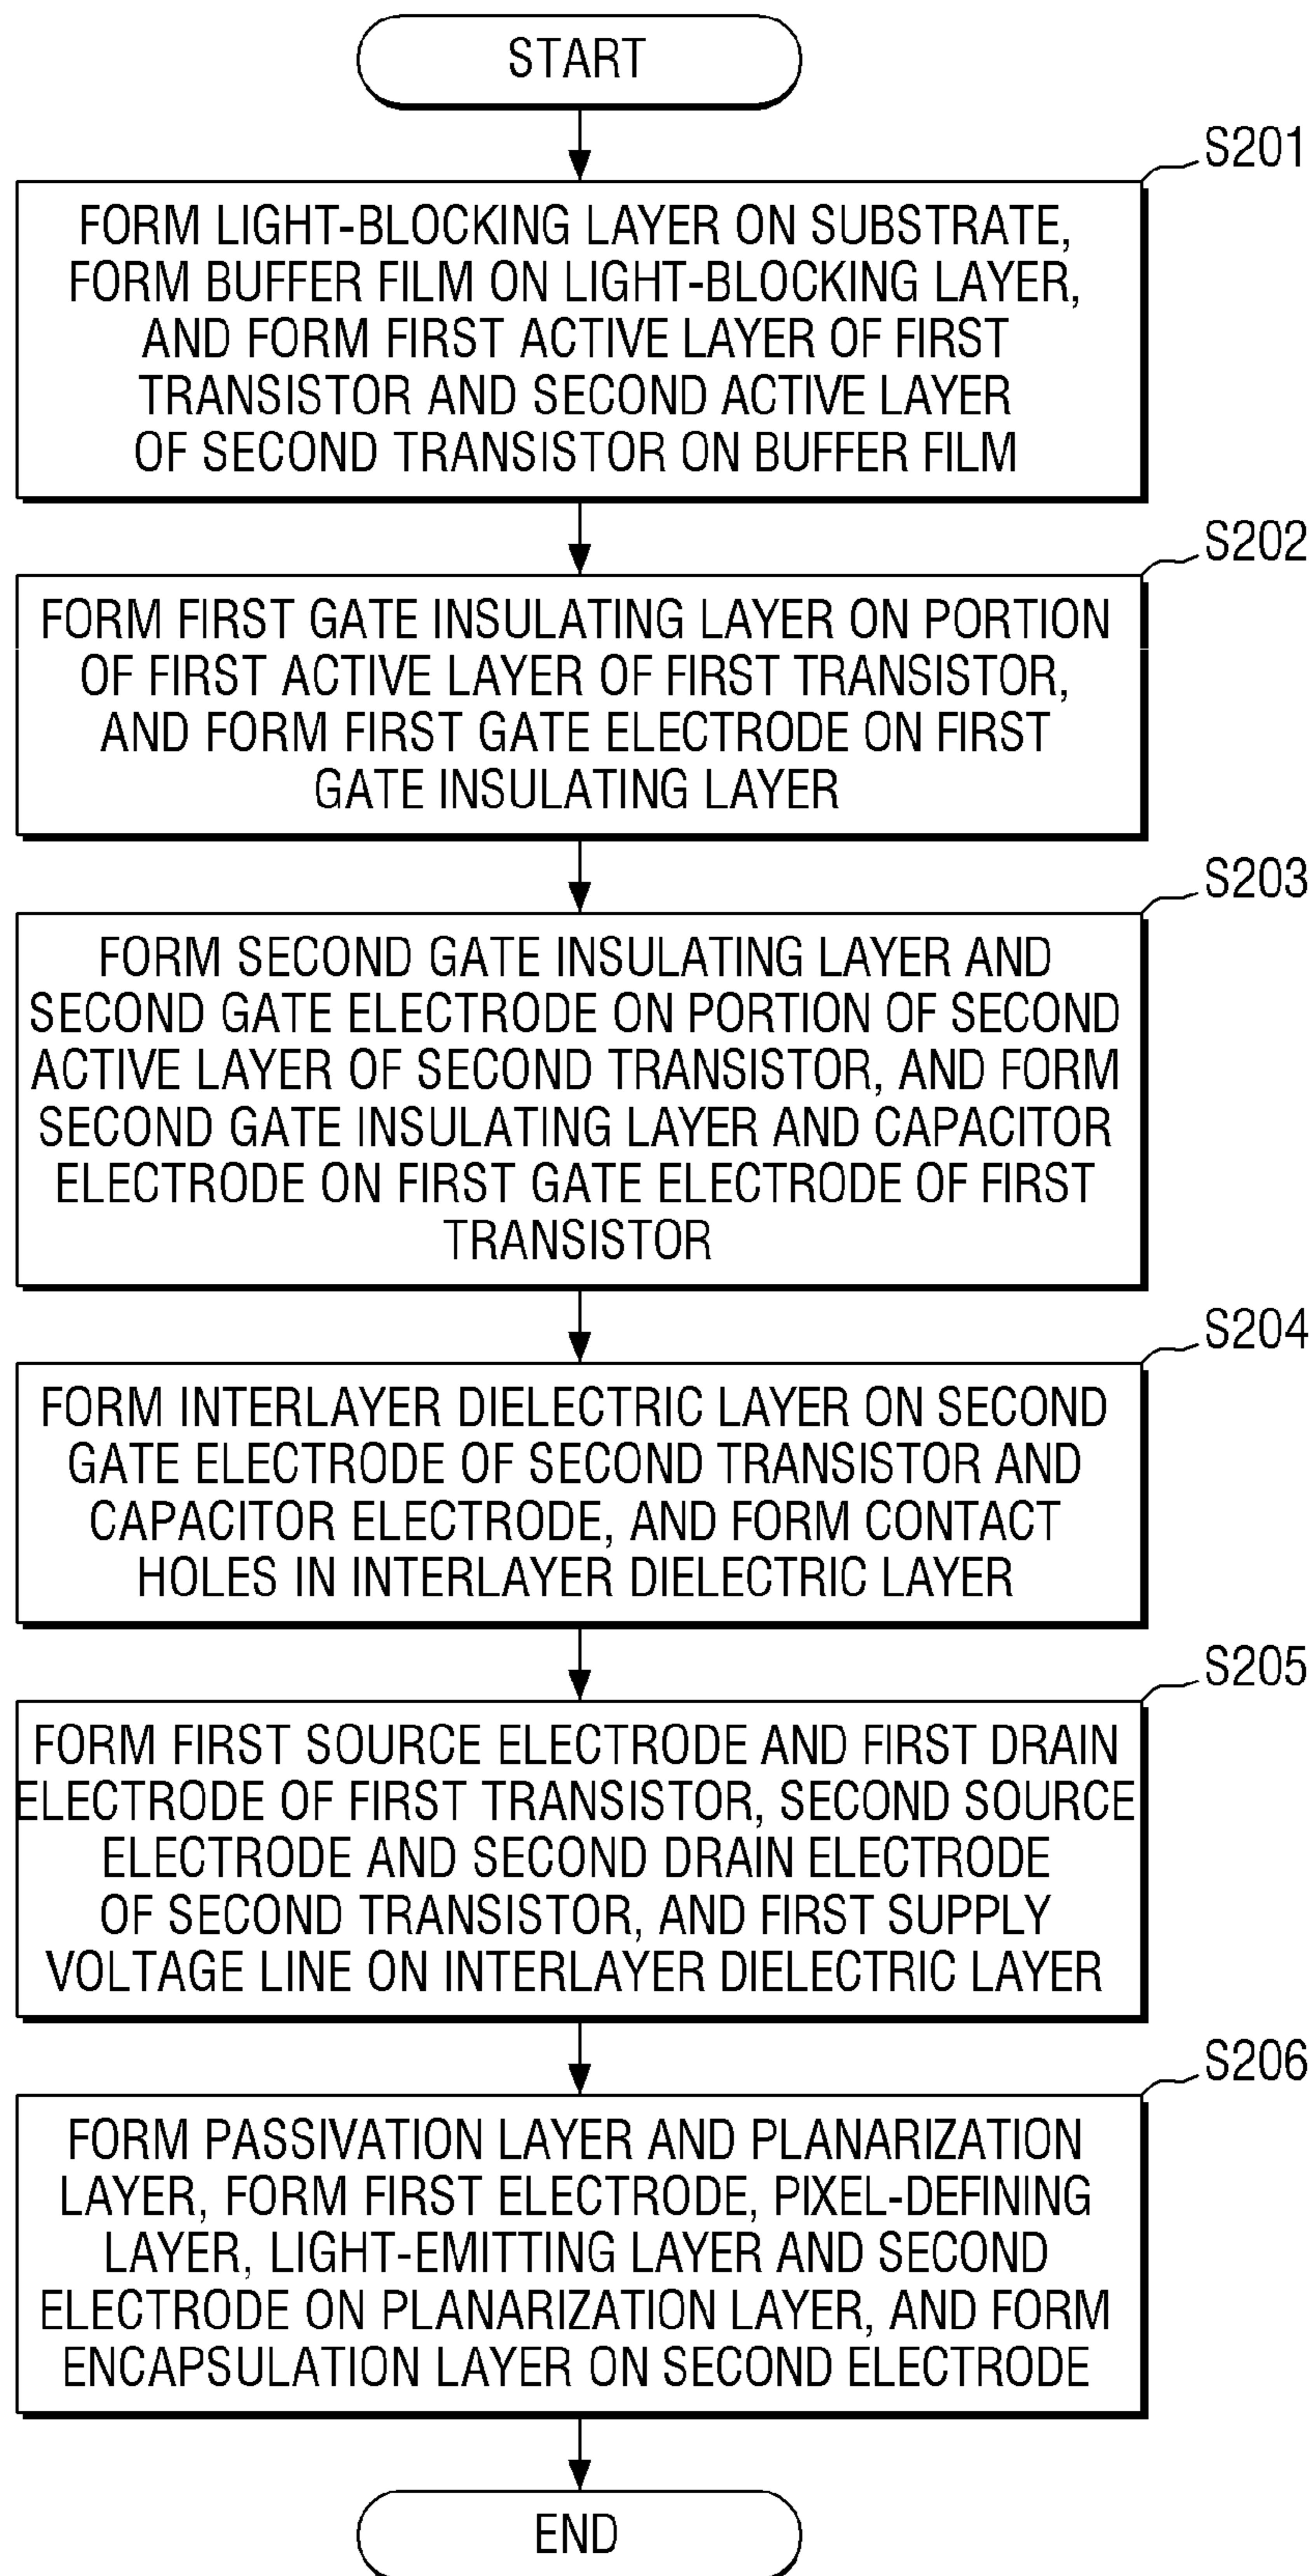 START
S201
FORM LIGHT-BLOCKING LAYER ON SUBSTRATE,
FORM BUFFER FILM ON LIGHT-BLOCKING LAYER,
AND FORM FIRST ACTIVE LAYER OF FIRST
TRANSISTOR AND SECOND ACTIVE LAYER
OF SECOND TRANSISTOR ON BUFFER FILM
S202
FORM FIRST GATE INSULATING LAYER ON PORTION
OF FIRST ACTIVE LAYER OF FIRST TRANSISTOR,
AND FORM FIRST GATE ELECTRODE ON FIRST
GATE INSULATING LAYER
S203
FORM SECOND GATE INSULATING LAYER AND
SECOND GATE ELECTRODE ON PORTION OF SECOND
ACTIVE LAYER OF SECOND TRANSISTOR, AND FORM
SECOND GATE INSULATING LAYER AND CAPACITOR
ELECTRODE ON FIRST GATE ELECTRODE OF FIRST
TRANSISTOR
S204
FORM INTERLAYER DIELECTRIC LAYER ON SECOND
GATE ELECTRODE OF SECOND TRANSISTOR AND
CAPACITOR ELECTRODE, AND FORM CONTACT
HOLES IN INTERLAYER DIELECTRIC LAYER
S205
FORM FIRST SOURCE ELECTRODE AND FIRST DRAIN
ELECTRODE OF FIRST TRANSISTOR, SECOND SOURCE
ELECTRODE AND SECOND DRAIN ELECTRODE
OF SECOND TRANSISTOR, AND FIRST SUPPLY
VOLTAGE LINE ON INTERLAYER DIELECTRIC LAYER
S206
FORM PASSIVATION LAYER AND PLANARIZATION
LAYER, FORM FIRST ELECTRODE, PIXEL-DEFINING
LAYER, LIGHT-EMITTING LAYER AND SECOND
ELECTRODE ON PLANARIZATION LAYER, AND FORM
ENCAPSULATION LAYER ON SECOND ELECTRODE
END